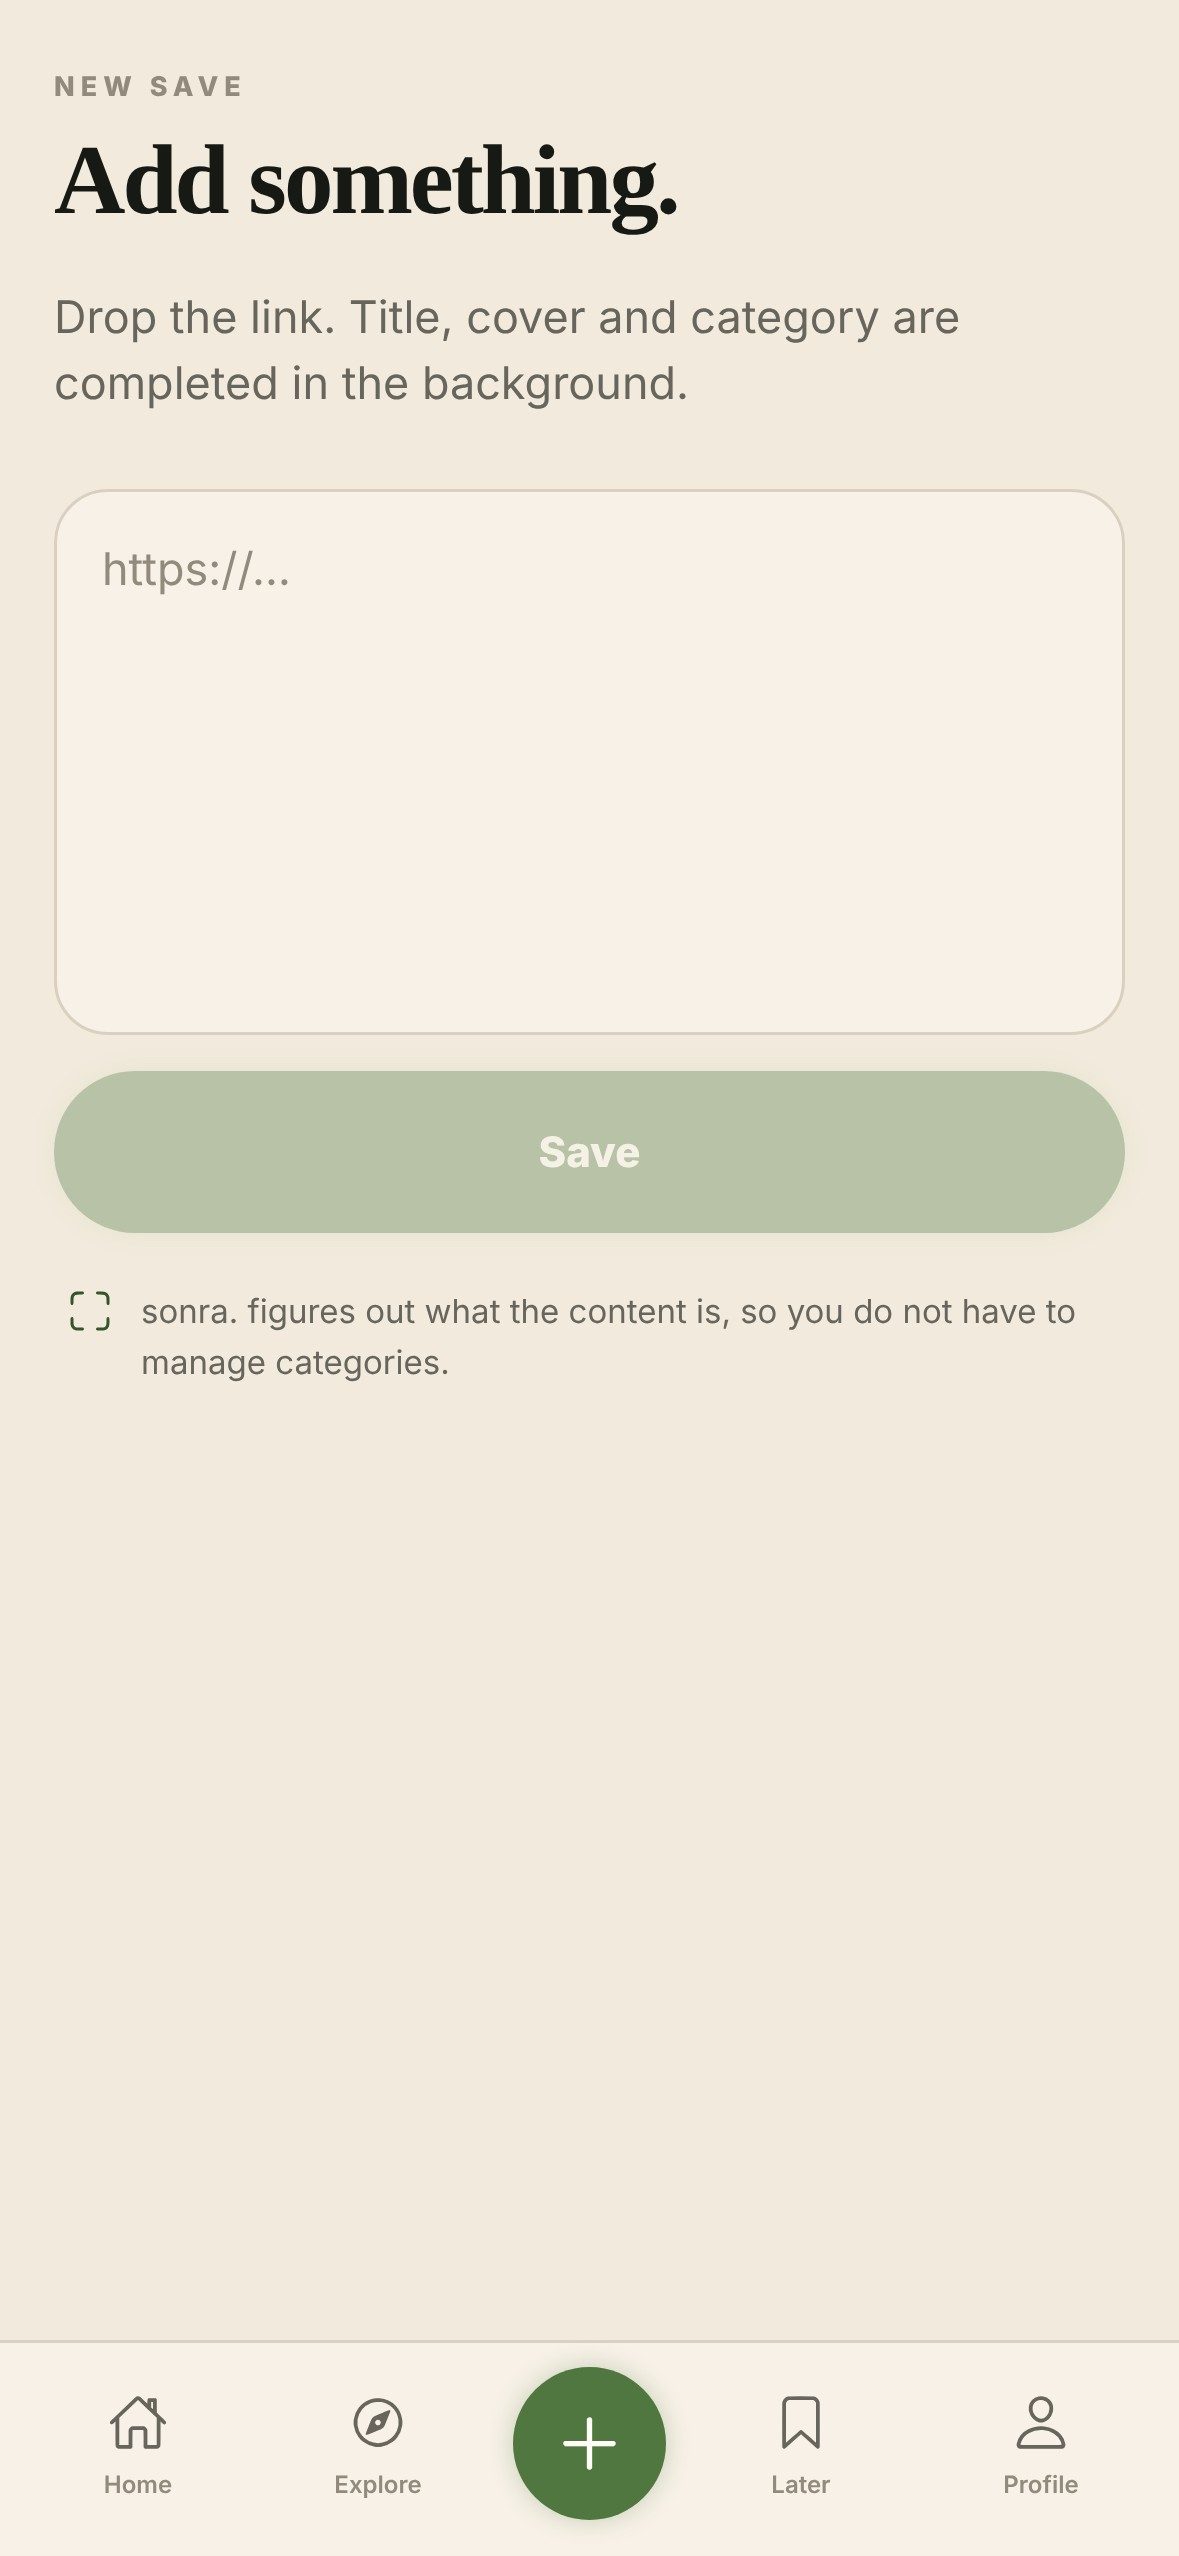 NEW SAVE
Add something.
Drop the link. Title, cover and category are
completed in the background.
https://...
Save
sonra. figures out what the content is, so you do not have to
manage categories.
Home
Explore
Later
Profile